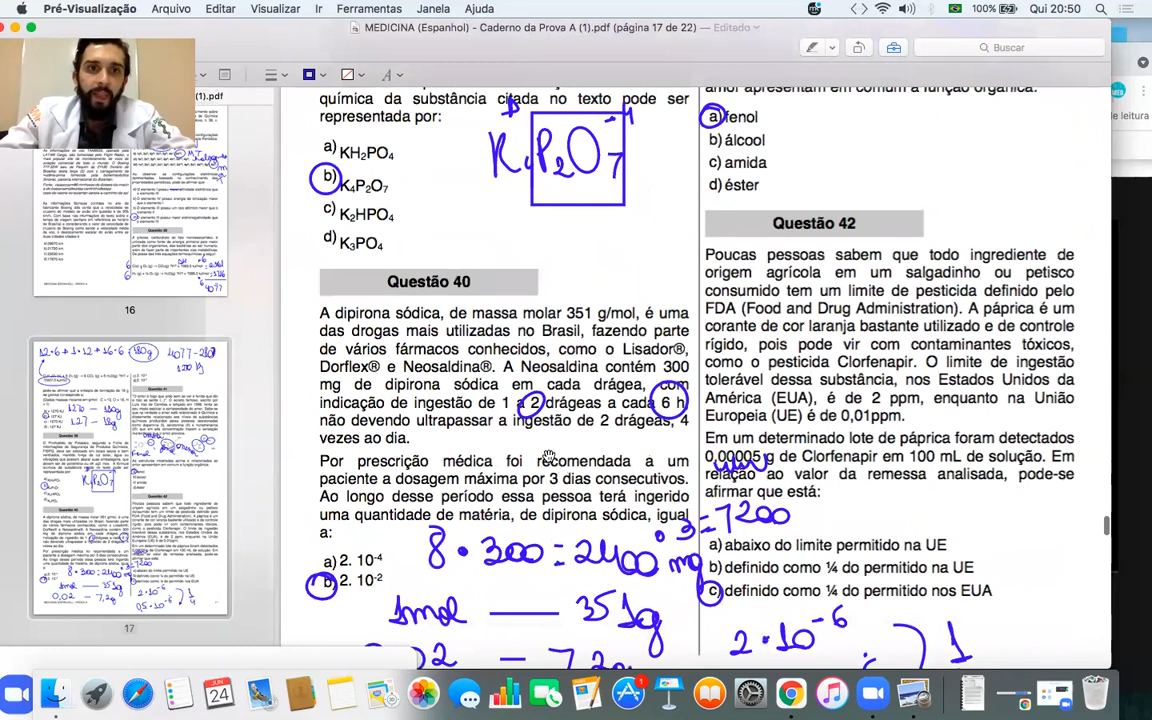 Pré-Visualização Arquivo Editar Visualizar Ir Ferramentas Janela Ajuda 100% Qui 20:50
MEDICINA (Espanhol) - Caderno da Prova A (1).pdf (página 17 de 22) — Editado
Buscar
(1).pdf
16
17
química da substância citada no texto pode ser
representada por:
a) KH2PO4
b) K4P2O7
c) K2HPO4
d) K3PO4
K4 P2O7 -4
Questão 40
A dipirona sódica, de massa molar 351 g/mol, é uma
das drogas mais utilizadas no Brasil, fazendo parte
de vários fármacos conhecidos, como o Lisador®,
Dorflex® e Neosaldina®. A Neosaldina contém 300
mg de dipirona sódica em cada drágea, com
indicação de ingestão de 1 a 2 drágeas a cada 6 h
não devendo ultrapassar a ingestão de 2 drágeas, 4
vezes ao dia.
Por prescrição médica foi recomendada a um
paciente a dosagem máxima por 3 dias consecutivos.
Ao longo desse período essa pessoa terá ingerido
uma quantidade de matéria, de dipirona sódica, igual
a:
a) 2. 10-4
b) 2. 10-2
8 • 300 = 2400 mg • 3 = 7200
1mol — 351g
02 — 7,2g
amor apresentam em comum a função orgânica:
a) fenol
b) álcool
c) amida
d) éster
Questão 42
Poucas pessoas sabem que todo ingrediente de
origem agrícola em um salgadinho ou petisco
consumido tem um limite de pesticida definido pelo
FDA (Food and Drug Administration). A páprica é um
corante de cor laranja bastante utilizado e de controle
rígido, pois pode vir com contaminantes tóxicos,
como o pesticida Clorfenapir. O limite de ingestão
tolerável dessa substância, nos Estados Unidos da
América (EUA), é de 2 ppm, enquanto na União
Europeia (UE) é de 0,01ppm.
Em um determinado lote de páprica foram detectados
0,00005 g de Clorfenapir em 100 mL de solução. Em
relação ao valor da remessa analisada, pode-se
afirmar que está:
a) abaixo do limite permitido na UE
b) definido como ¼ do permitido na UE
c) definido como ¼ do permitido nos EUA
2 • 10-6
1
JUN
24
1